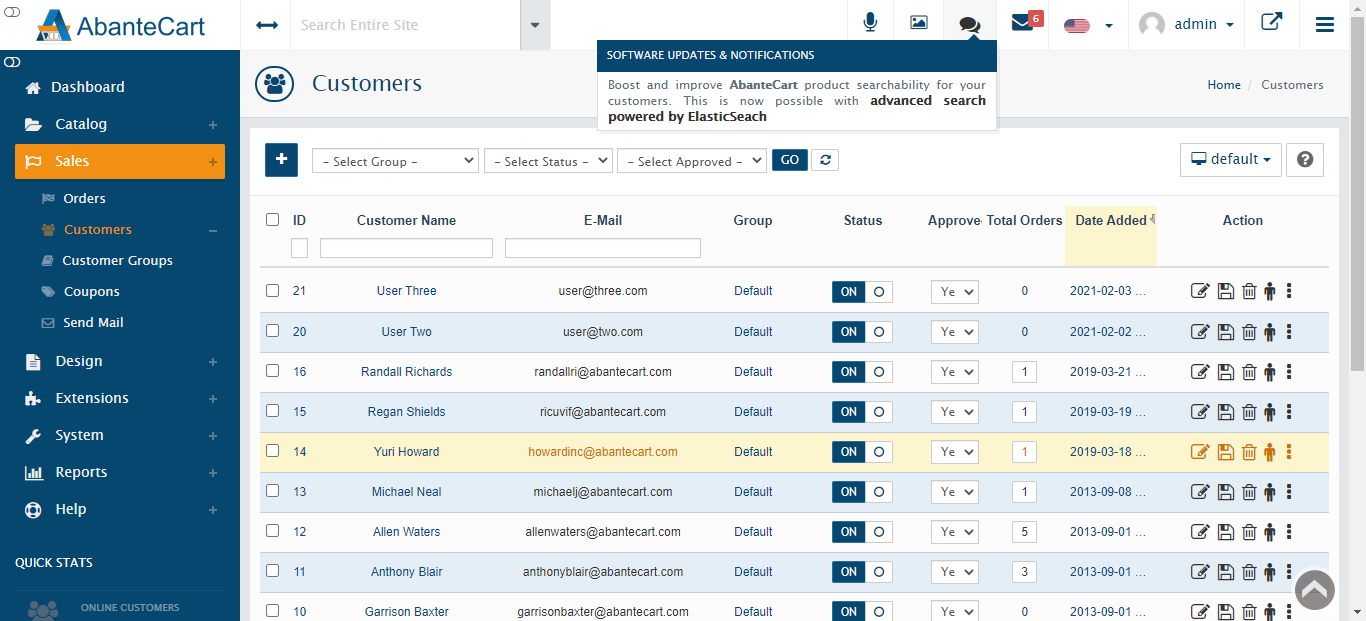 AbanteCart
Search Entire Site
6
admin
SOFTWARE UPDATES & NOTIFICATIONS
Boost and improve AbanteCart product searchability for your
customers. This is now possible with advanced search
powered by ElasticSeach
Customers
Home / Customers
Dashboard
Catalog +
Sales +
Orders
Customers –
Customer Groups
Coupons
Send Mail
Design +
Extensions +
System +
Reports +
Help +
QUICK STATS
ONLINE CUSTOMERS
+ – Select Group – – Select Status – – Select Approved – GO default ?
ID Customer Name E-Mail Group Status Approve Total Orders Date Added Action
21 User Three user@three.com Default ON O Ye 0 2021-02-03 ...
20 User Two user@two.com Default ON O Ye 0 2021-02-02 ...
16 Randall Richards randallri@abantecart.com Default ON O Ye 1 2019-03-21 ...
15 Regan Shields ricuvif@abantecart.com Default ON O Ye 1 2019-03-19 ...
14 Yuri Howard howardinc@abantecart.com Default ON O Ye 1 2019-03-18 ...
13 Michael Neal michaelj@abantecart.com Default ON O Ye 1 2013-09-08 ...
12 Allen Waters allenwaters@abantecart.com Default ON O Ye 5 2013-09-01 ...
11 Anthony Blair anthonyblair@abantecart.com Default ON O Ye 3 2013-09-01 ...
10 Garrison Baxter garrisonbaxter@abantecart.com Default ON O Ye 0 2013-09-01 ...